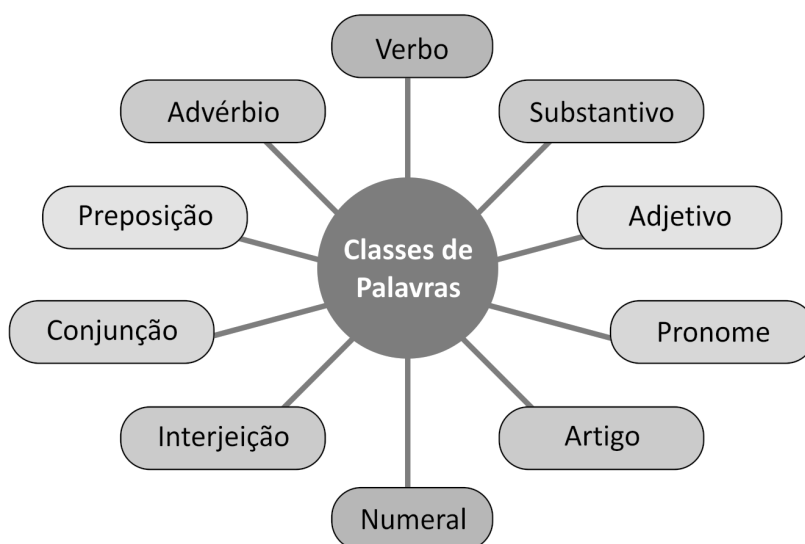 Verbo
Advérbio
Substantivo
Preposição
Adjetivo
Classes de
Palavras
Conjunção
Pronome
Interjeição
Artigo
Numeral